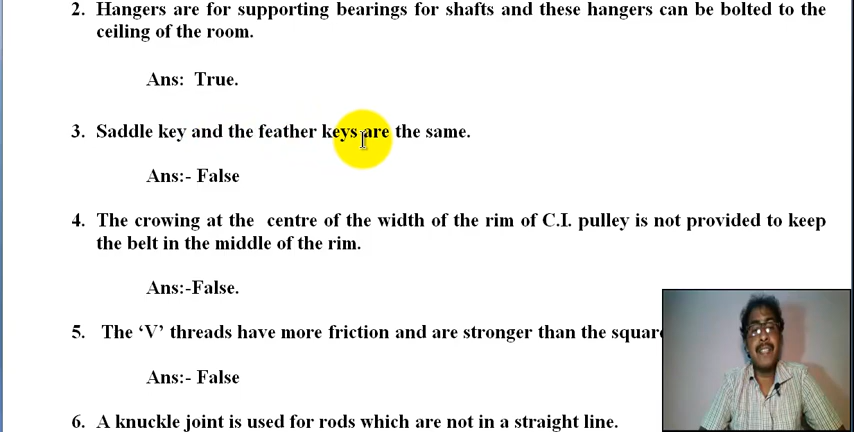 2. Hangers are for supporting bearings for shafts and these hangers can be bolted to the
ceiling of the room.
Ans: True.
3. Saddle key and the feather keys are the same.
Ans:- False
4. The crowing at the centre of the width of the rim of C.I. pulley is not provided to keep
the belt in the middle of the rim.
Ans:-False.
5. The ‘V’ threads have more friction and are stronger than the squar
Ans:- False
6. A knuckle joint is used for rods which are not in a straight line.